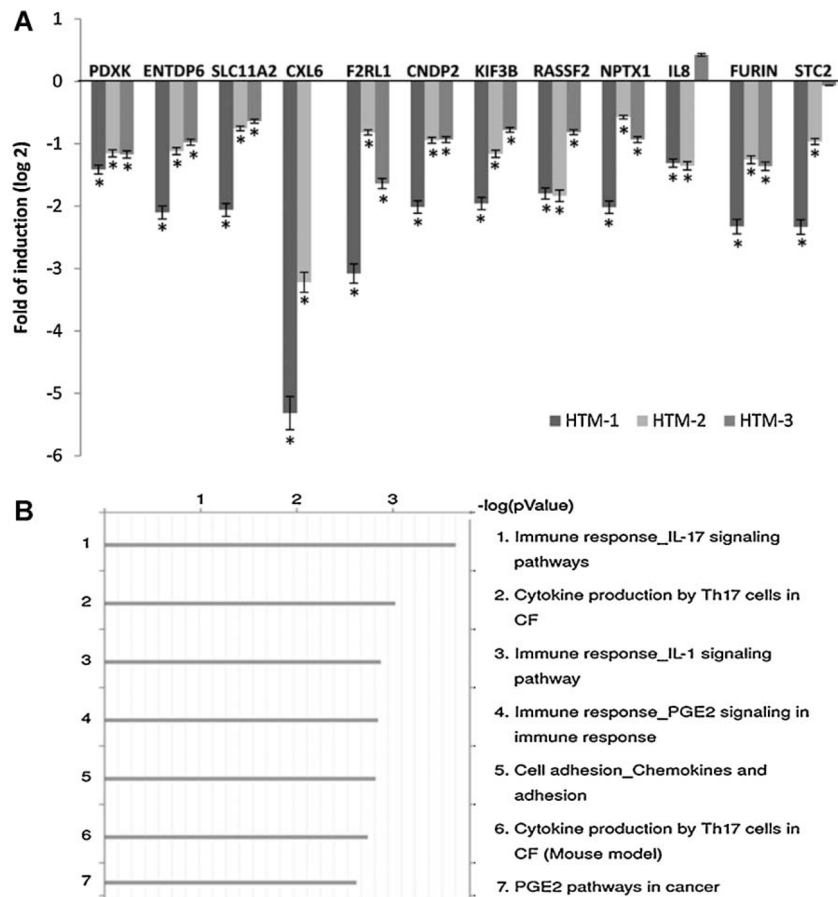 A
1
PDXK ENTDP6 SLC11A2 CXL6 F2RL1 CNDP2 KIF3B RASSF2 NPTX1 IL8 FURIN STC2
0
-1
* * * * * * * * * * * * * * * * * * * * * * * * * * * * * * * *
-2
-3
-4
-5
-6
Fold of induction (log 2)
HTM-1 HTM-2 HTM-3
B
1 2 3 -log(pValue)
1
2
3
4
5
6
7
1. Immune response_IL-17 signaling
pathways
2. Cytokine production by Th17 cells in
CF
3. Immune response_IL-1 signaling
pathway
4. Immune response_PGE2 signaling in
immune response
5. Cell adhesion_Chemokines and
adhesion
6. Cytokine production by Th17 cells in
CF (Mouse model)
7. PGE2 pathways in cancer